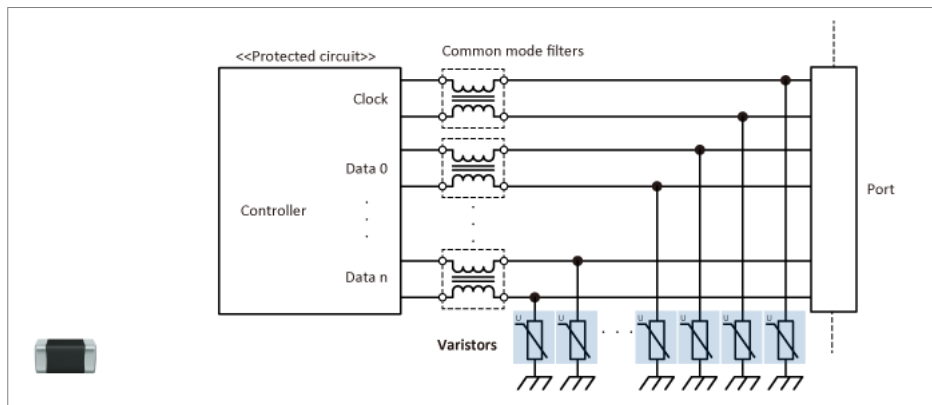 <<Protected circuit>>
Common mode filters
Clock
Data 0
Controller
Port
Data n
Varistors
U
U
U
U
U
U